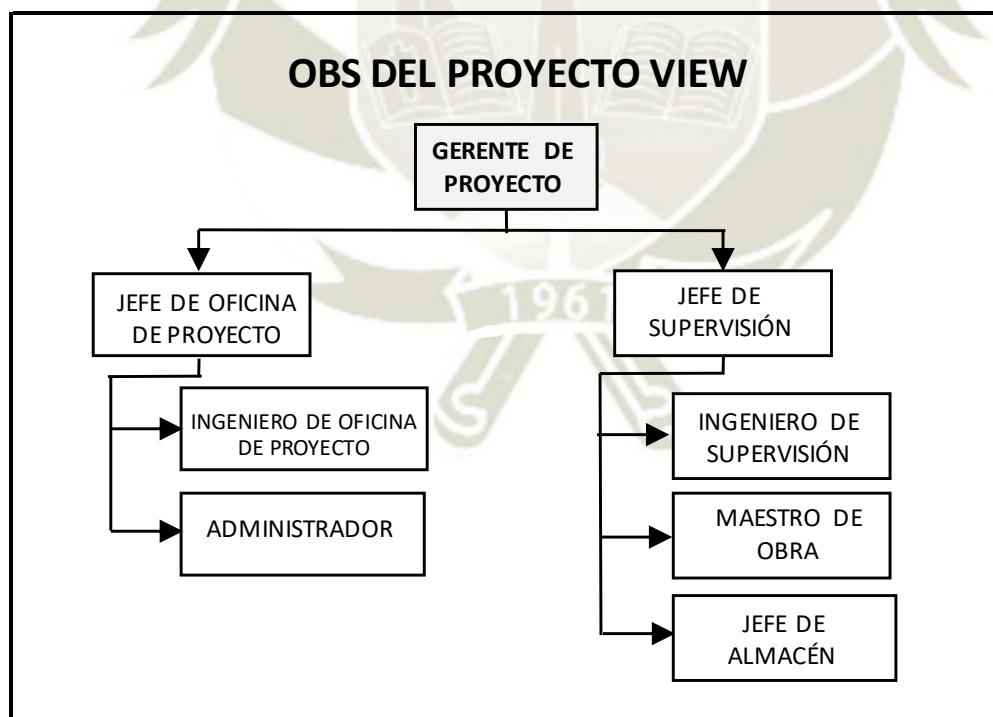 OBS DEL PROYECTO VIEW
GERENTE DE
PROYECTO
JEFE DE OFICINA
DE PROYECTO
INGENIERO DE OFICINA
DE PROYECTO
ADMINISTRADOR
JEFE DE
SUPERVISIÓN
INGENIERO DE
SUPERVISIÓN
MAESTRO DE
OBRA
JEFE DE
ALMACÉN
1961